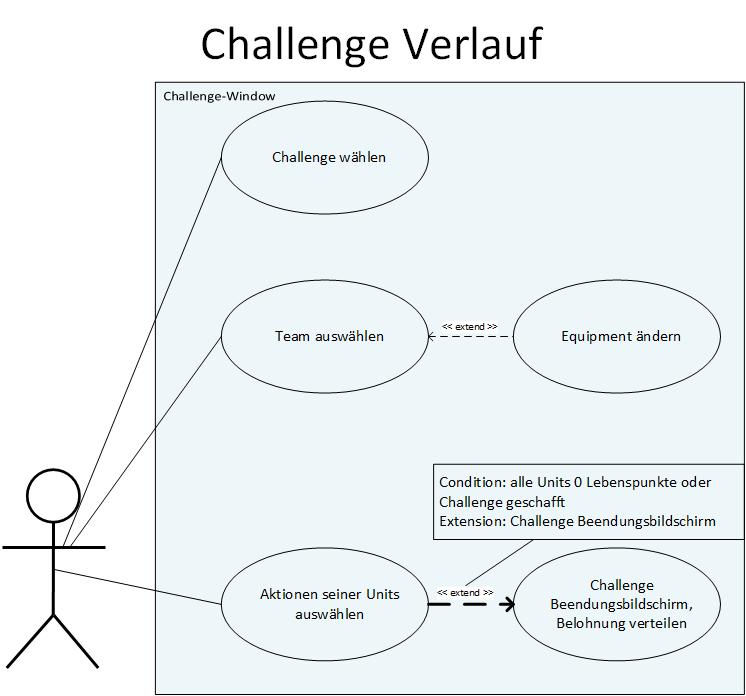 Challenge Verlauf
Challenge-Window
Challenge wählen
Team auswählen
<< extend >>
Equipment ändern
Condition: alle Units 0 Lebenspunkte oder
Challenge geschafft
Extension: Challenge Beendungsbildschirm
Aktionen seiner Units
auswählen
<< extend >>
Challenge
Beendungsbildschirm,
Belohnung verteilen